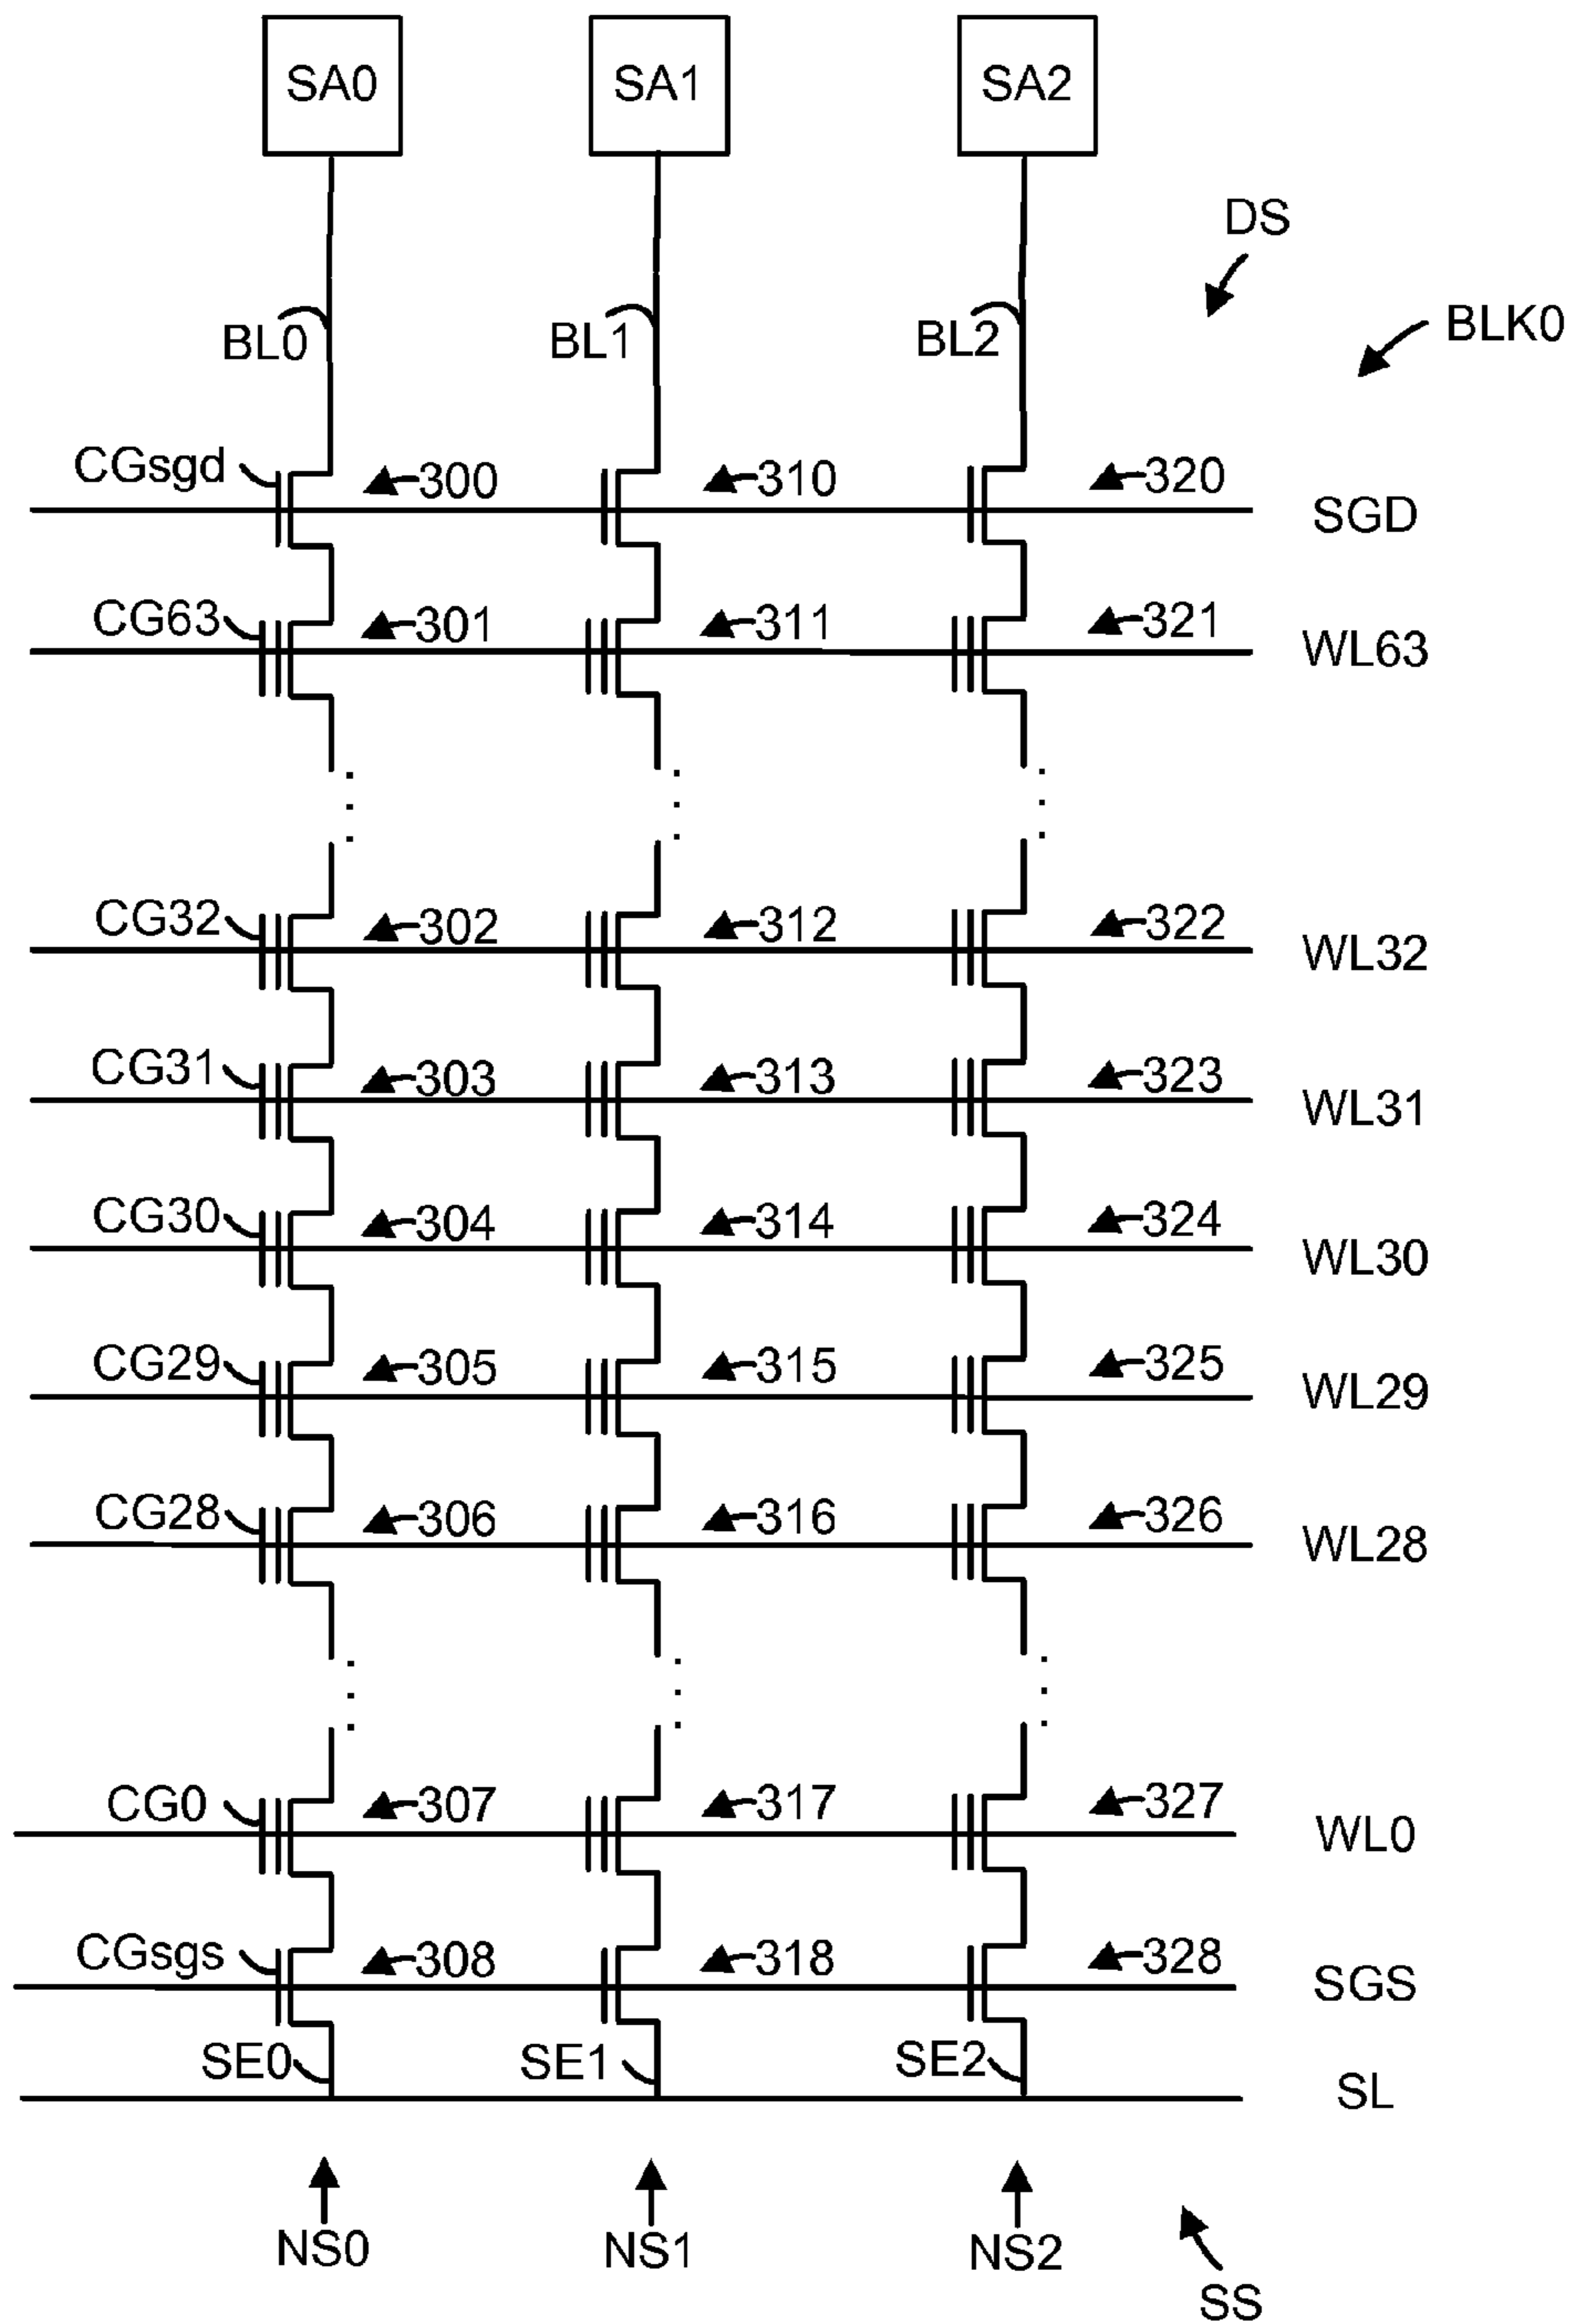 SA0 SA1 SA2
DS
BL0 BL1 BL2 BLK0
CGsgd 300 310 320 SGD
CG63 301 311 321 WL63
CG32 302 312 322 WL32
CG31 303 313 323 WL31
CG30 304 314 324 WL30
CG29 305 315 325 WL29
CG28 306 316 326 WL28
CG0 307 317 327 WL0
CGsgs 308 318 328 SGS
SE0 SE1 SE2 SL
NS0 NS1 NS2
SS